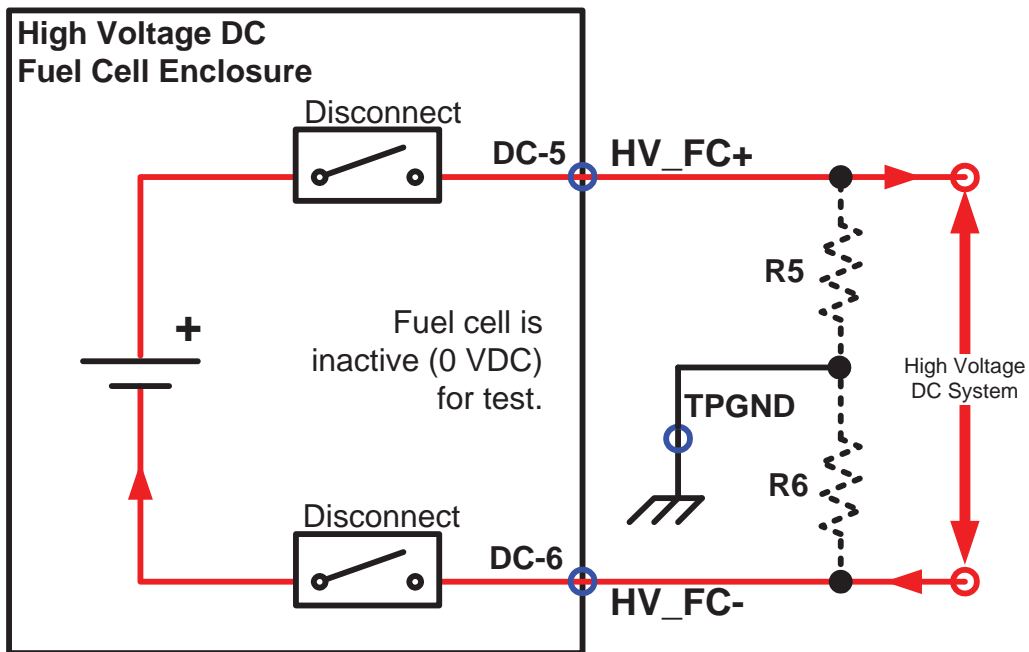 High Voltage DC
Fuel Cell Enclosure
Disconnect
DC-5
HV_FC+
R5
+
Fuel cell is
inactive (0 VDC)
for test.
High Voltage
DC System
TPGND
R6
Disconnect
DC-6
HV_FC-